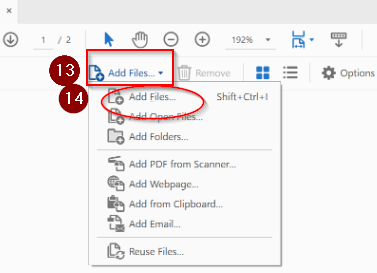 ×
1 / 2
192%
13
Add Files...
Remove
Options
14
Add Files...
Shift+Ctrl+I
Add Open Files...
Add Folders...
Add PDF from Scanner...
Add Webpage...
Add from Clipboard...
Add Email...
Reuse Files...